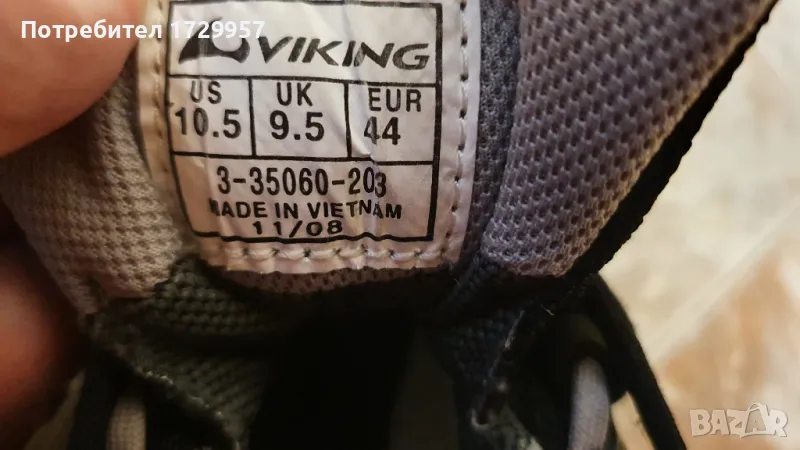 Потребител 1729957
VIKING
US UK EUR
10.5 9.5 44
3-35060-203
MADE IN VIETNAM
11/08
BAZAR